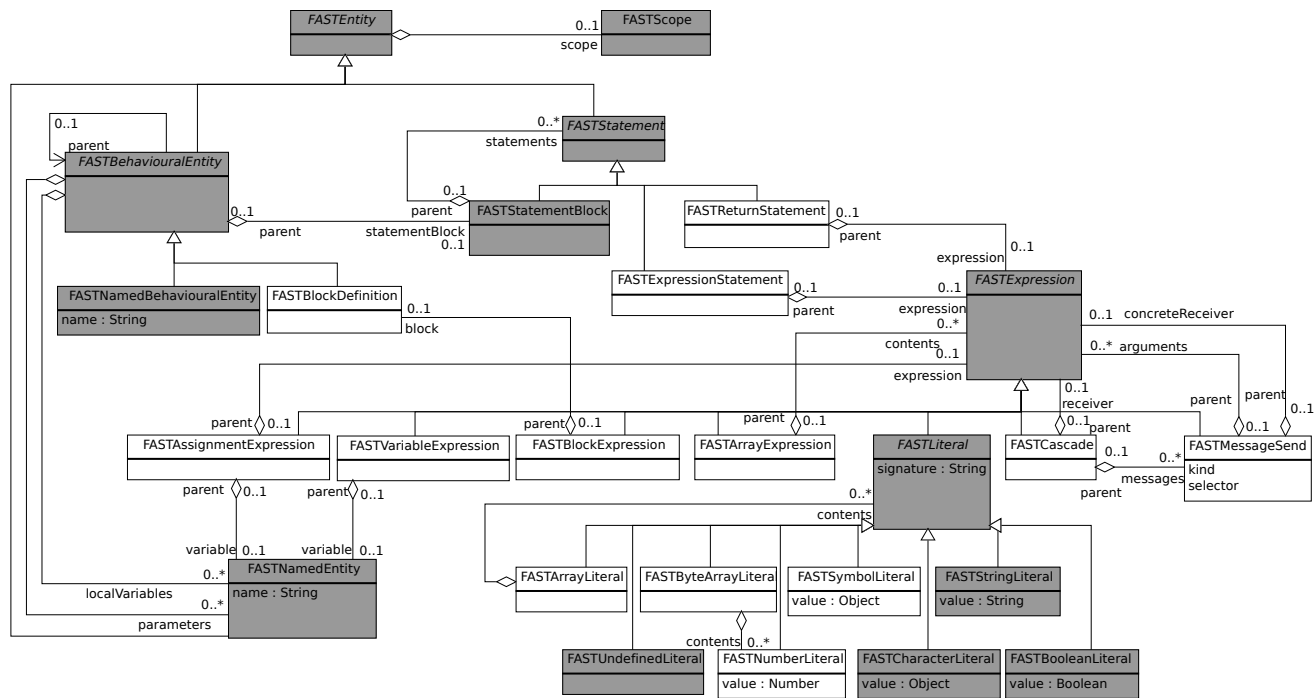 FASTEntity
0..1
scope
FASTScope
0..1
parent
FASTBehaviouralEntity
0..*
statements
FASTStatement
0..1
parent
FASTStatementBlock
0..1
parent
statementBlock
0..1
FASTReturnStatement
0..1
parent
0..1
expression
FASTNamedBehaviouralEntity
name : String
FASTBlockDefinition
0..1
block
FASTExpressionStatement
0..1
parent
0..1
expression
0..*
contents
0..1
expression
FASTExpression
0..1
concreteReceiver
0..*
arguments
0..1
receiver
parent
0..1
FASTAssignmentExpression
parent
0..1
FASTVariableExpression
parent
0..1
parent
0..1
FASTBlockExpression
parent
0..1
FASTArrayExpression
FASTLiteral
signature : String
0..1
parent
FASTCascade
0..1
parent
0..*
messages
parent
0..1
parent
0..1
FASTMessageSend
kind
selector
variable
0..1
variable
0..1
FASTNamedEntity
name : String
0..*
localVariables
0..*
parameters
0..*
contents
FASTArrayLiteral
FASTByteArrayLiteral
FASTSymbolLiteral
value : Object
FASTStringLiteral
value : String
contents
0..*
FASTUndefinedLiteral
FASTNumberLiteral
value : Number
FASTCharacterLiteral
value : Object
FASTBooleanLiteral
value : Boolean